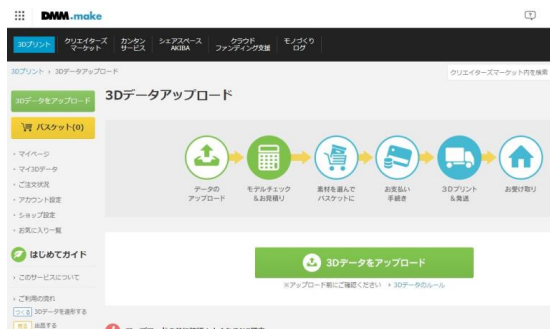 DMM.make
3Dプリント
クリエイターズ
マーケット
カンタン
サービス
シェアスペース
AKIBA
クラウド
ファンディング支援
モノづくり
ログ
3Dプリント › 3Dデータアップロード
クリエイターズマーケット内を検索
3Dデータをアップロード
バスケット(0)
・マイページ
・マイ3Dデータ
・ご注文状況
・アカウント設定
・ショップ設定
・お気に入り一覧
はじめてガイド
› このサービスについて
› ご利用の流れ
つくる 3Dデータを造形する
売る 出品する
3Dデータアップロード
データの
アップロード
モデルチェック
&お見積り
素材を選んで
バスケットに
お支払い
手続き
3Dプリント
&発送
お受け取り
3Dデータをアップロード
※アップロード前にご確認ください › 3Dデータのルール